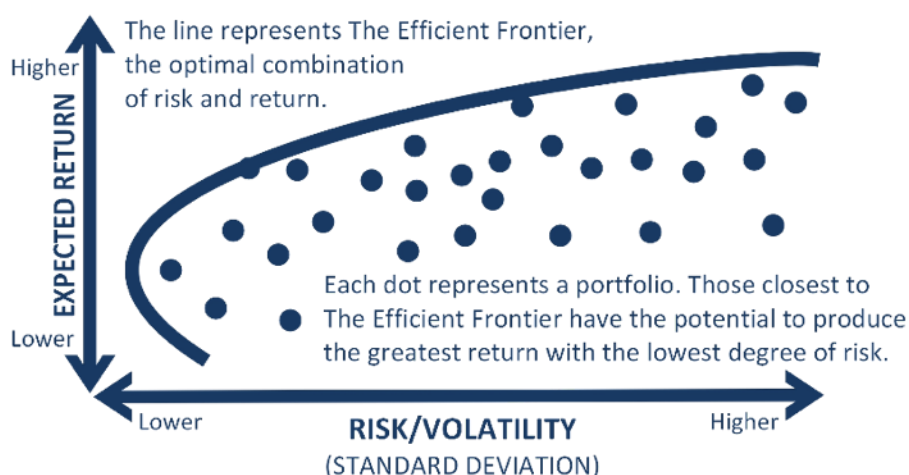 The line represents The Efficient Frontier,
the optimal combination
of risk and return.
Higher
EXPECTED RETURN
Lower
Each dot represents a portfolio. Those closest to
The Efficient Frontier have the potential to produce
the greatest return with the lowest degree of risk.
Lower
Higher
RISK/VOLATILITY
(STANDARD DEVIATION)